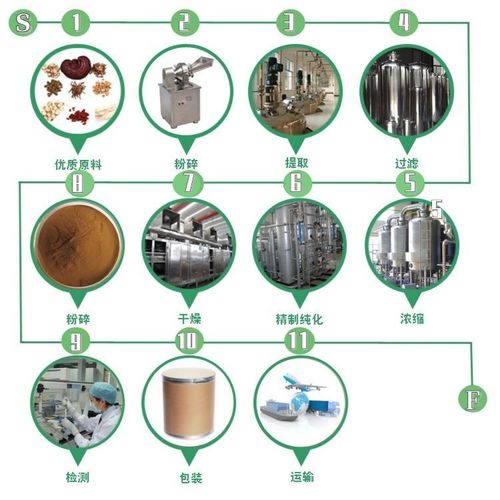 S 1 2 3 4
优质原料 粉碎 提取 过滤
8 7 6 5
粉碎 干燥 精制纯化 浓缩
9 10 11
F
检测 包装 运输